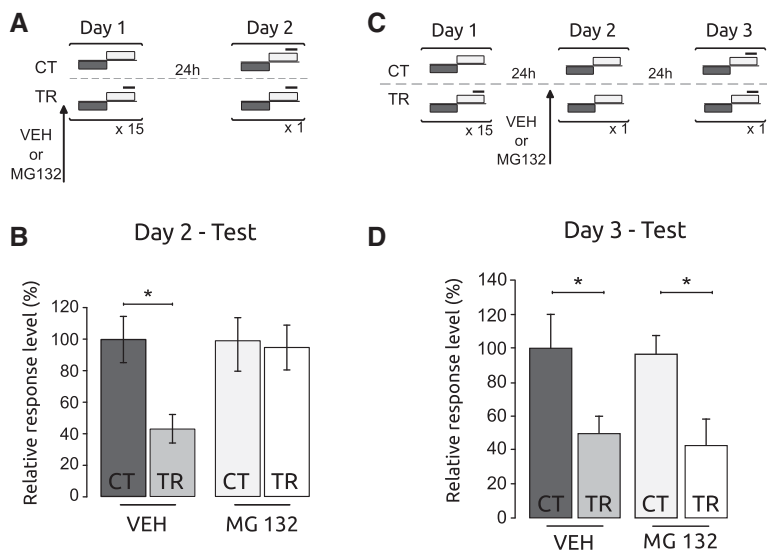 A
Day 1
Day 2
CT
24h
TR
x 15
x 1
VEH
or
MG132
C
Day 1
Day 2
Day 3
CT
24h
24h
TR
x 15
x 1
x 1
VEH
or
MG132
B
Day 2 - Test
Relative response level (%)
120
100
80
60
40
20
0
*
CT
TR
CT
TR
VEH
MG 132
D
Day 3 - Test
Relative response level (%)
140
120
100
80
60
40
20
0
*
*
CT
TR
CT
TR
VEH
MG 132